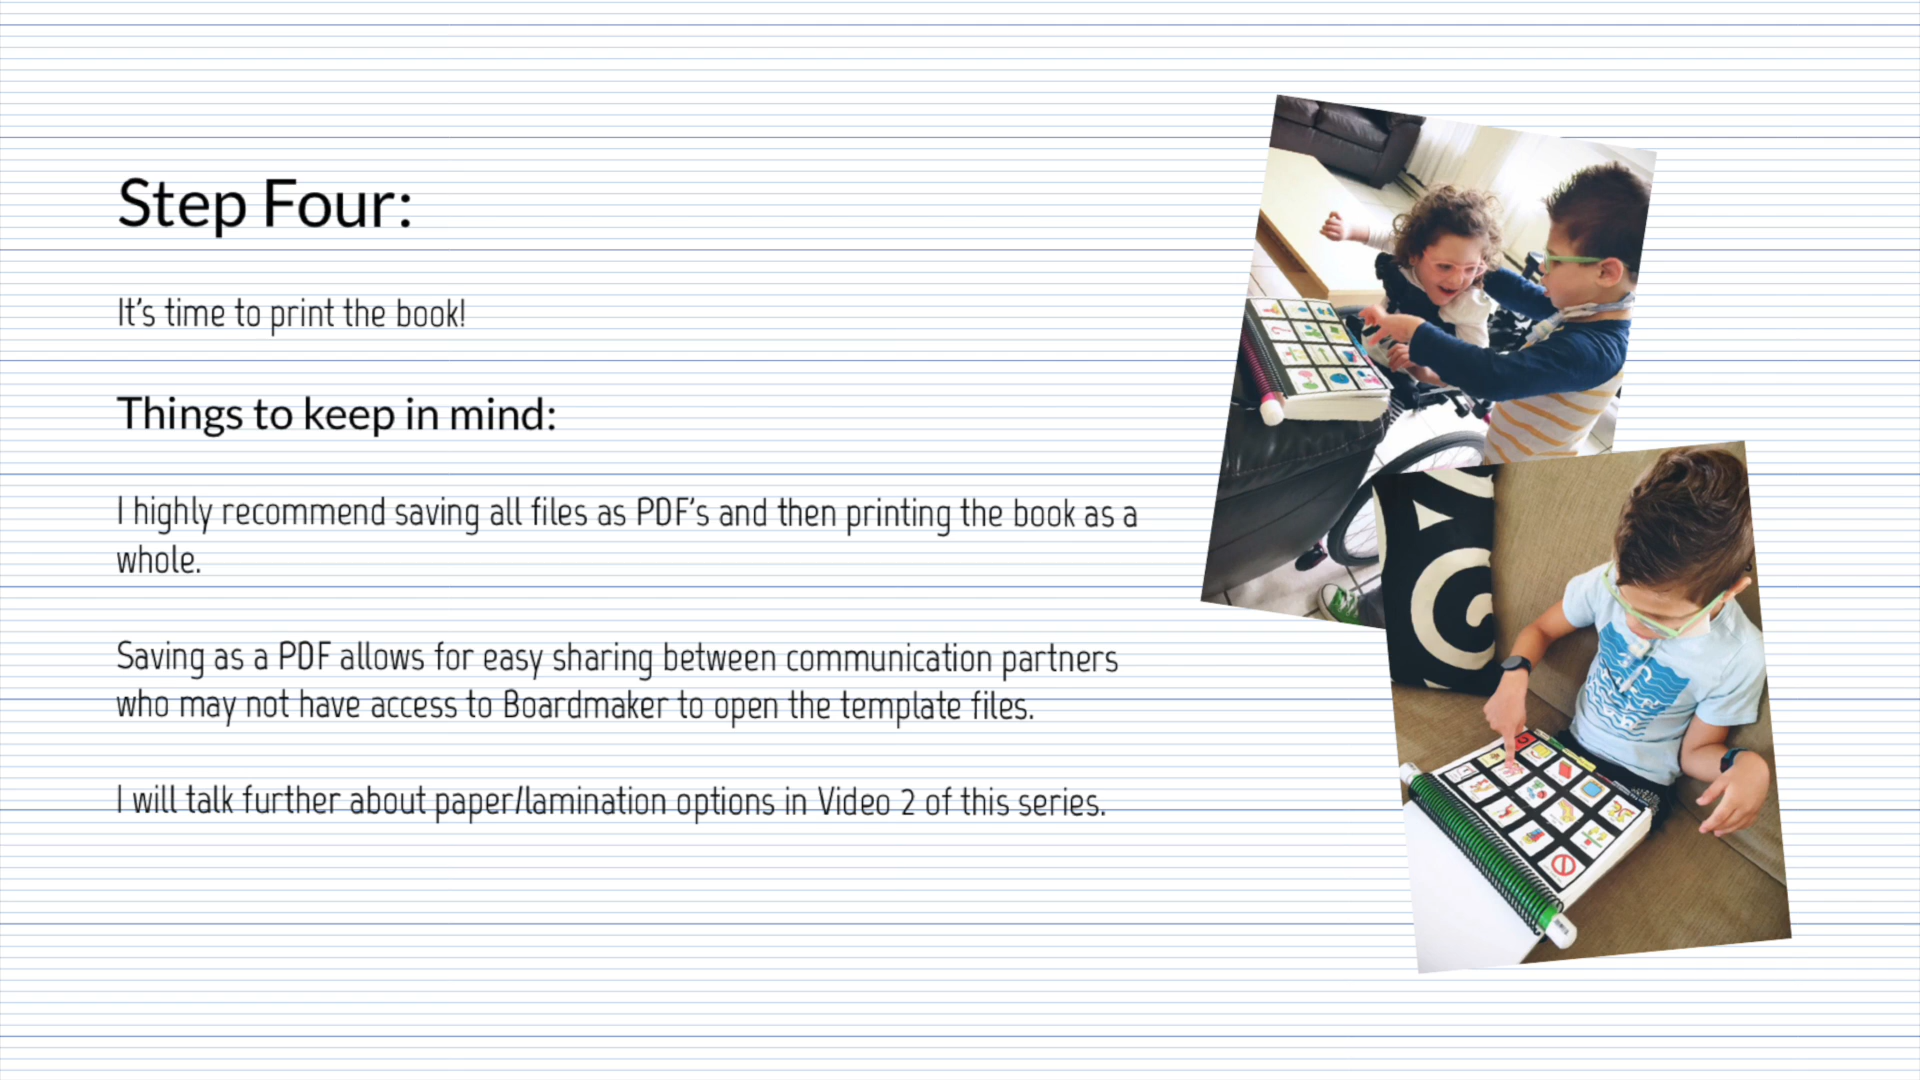 Step Four:
It's time to print the book!
Things to keep in mind:
I highly recommend saving all files as PDF's and then printing the book as a
whole.
Saving as a PDF allows for easy sharing between communication partners
who may not have access to Boardmaker to open the template files.
I will talk further about paper/lamination options in Video 2 of this series.